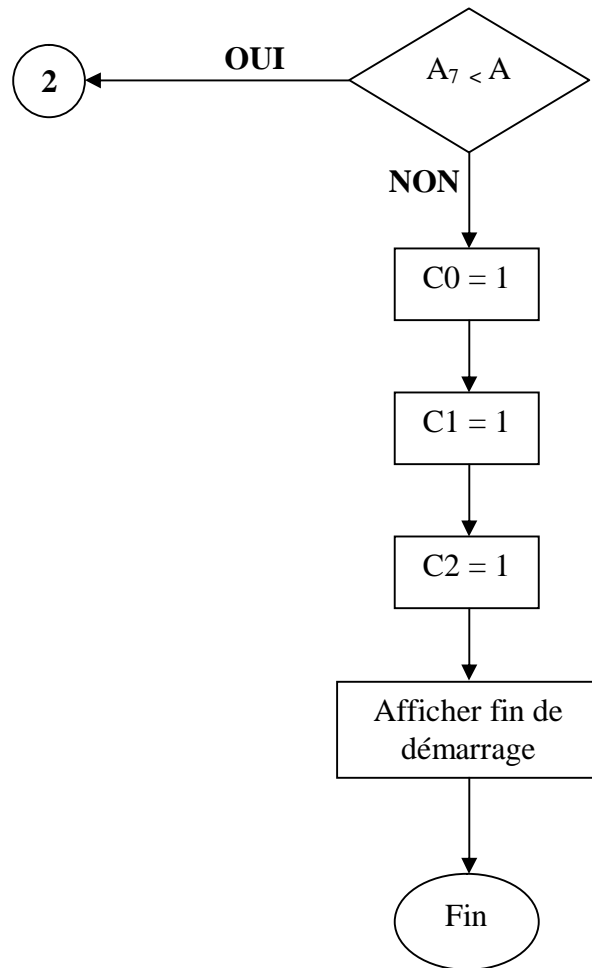 OUI
A₇ < A
2
NON
C0 = 1
C1 = 1
C2 = 1
Afficher fin de
démarrage
Fin